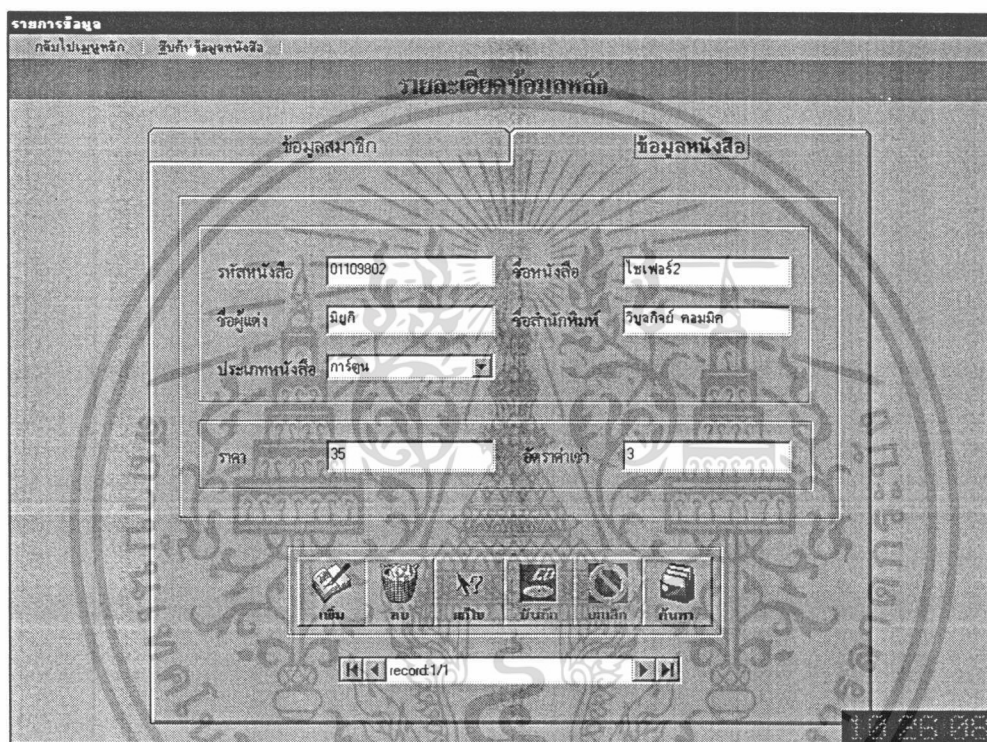 รายการข้อมูล
กลับไปเมนูหลัก สืบค้นข้อมูลหนังสือ
รายละเอียดข้อมูลหลัก
ข้อมูลสมาชิก ข้อมูลหนังสือ
รหัสหนังสือ 01109802 ชื่อหนังสือ ไซเฟอร์2
ชื่อผู้แต่ง มิยูกิ ชื่อสำนักพิมพ์ วิบูลกิจย์ คอมมิค
ประเภทหนังสือ การ์ตูน
ราคา 35 อัตราค่าเช่า 3
เพิ่ม ลบ แก้ไข บันทึก ยกเลิก ค้นหา
record:1/1
10:25:08